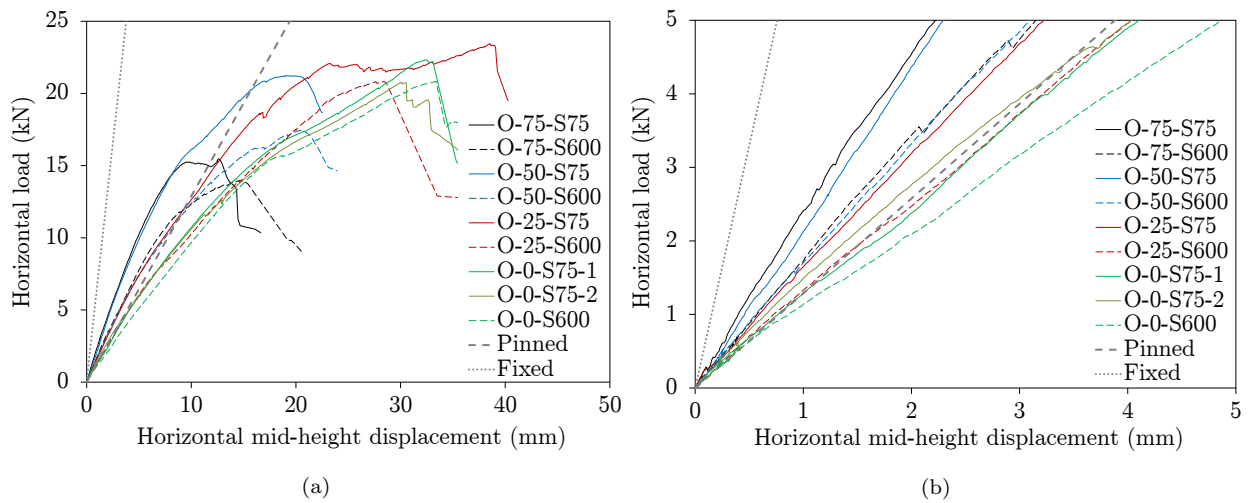 25
20
15
10
5
0
Horizontal load (kN)
0
10
20
30
40
50
Horizontal mid-height displacement (mm)
O-75-S75
O-75-S600
O-50-S75
O-50-S600
O-25-S75
O-25-S600
O-0-S75-1
O-0-S75-2
O-0-S600
Pinned
Fixed
(a)
5
4
3
2
1
0
Horizontal load (kN)
0
1
2
3
4
5
Horizontal mid-height displacement (mm)
O-75-S75
O-75-S600
O-50-S75
O-50-S600
O-25-S75
O-25-S600
O-0-S75-1
O-0-S75-2
O-0-S600
Pinned
Fixed
(b)